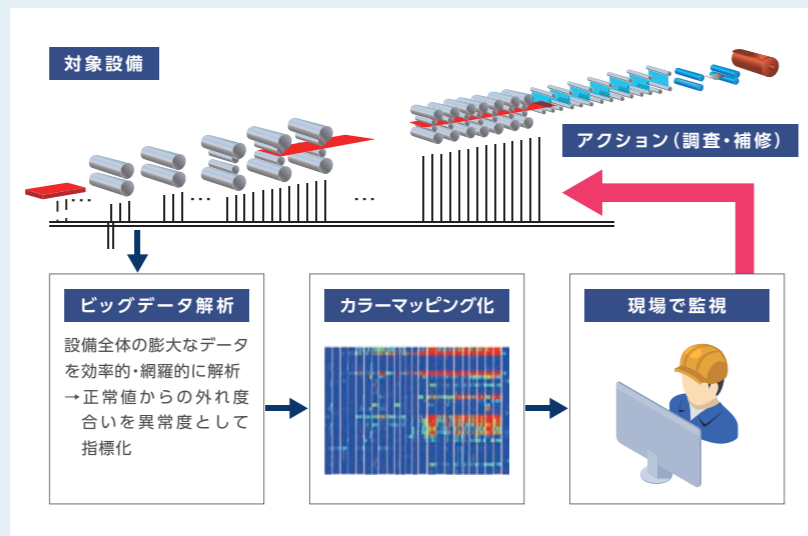 対象設備
アクション（調査・補修）
ビッグデータ解析
設備全体の膨大なデータ
を効率的・網羅的に解析
→正常値からの外れ度
合いを異常度として
指標化
カラーマッピング化
現場で監視